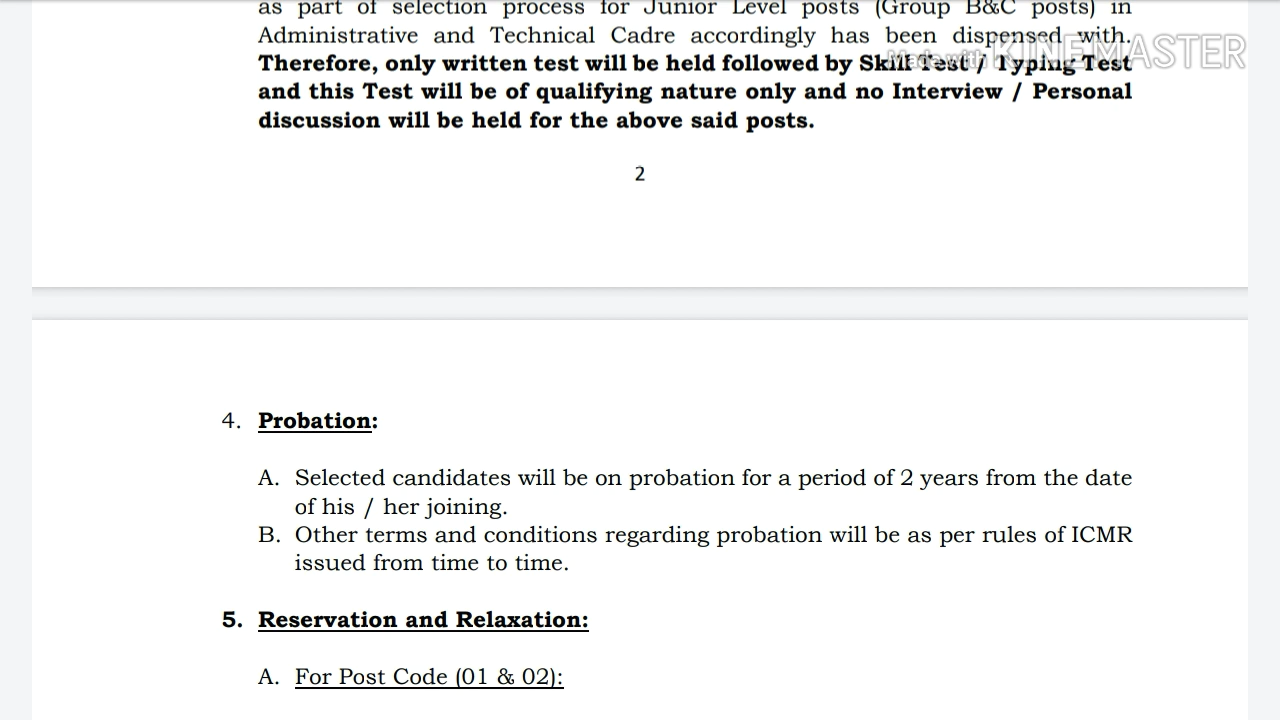 as part of selection process for Junior Level posts (Group B&C posts) in
Administrative and Technical Cadre accordingly has been dispensed with.
Made with KINEMASTER
Therefore, only written test will be held followed by Skill Test / Typing Test
and this Test will be of qualifying nature only and no Interview / Personal
discussion will be held for the above said posts.
2
4. Probation:
A. Selected candidates will be on probation for a period of 2 years from the date
of his / her joining.
B. Other terms and conditions regarding probation will be as per rules of ICMR
issued from time to time.
5. Reservation and Relaxation:
A. For Post Code (01 & 02):